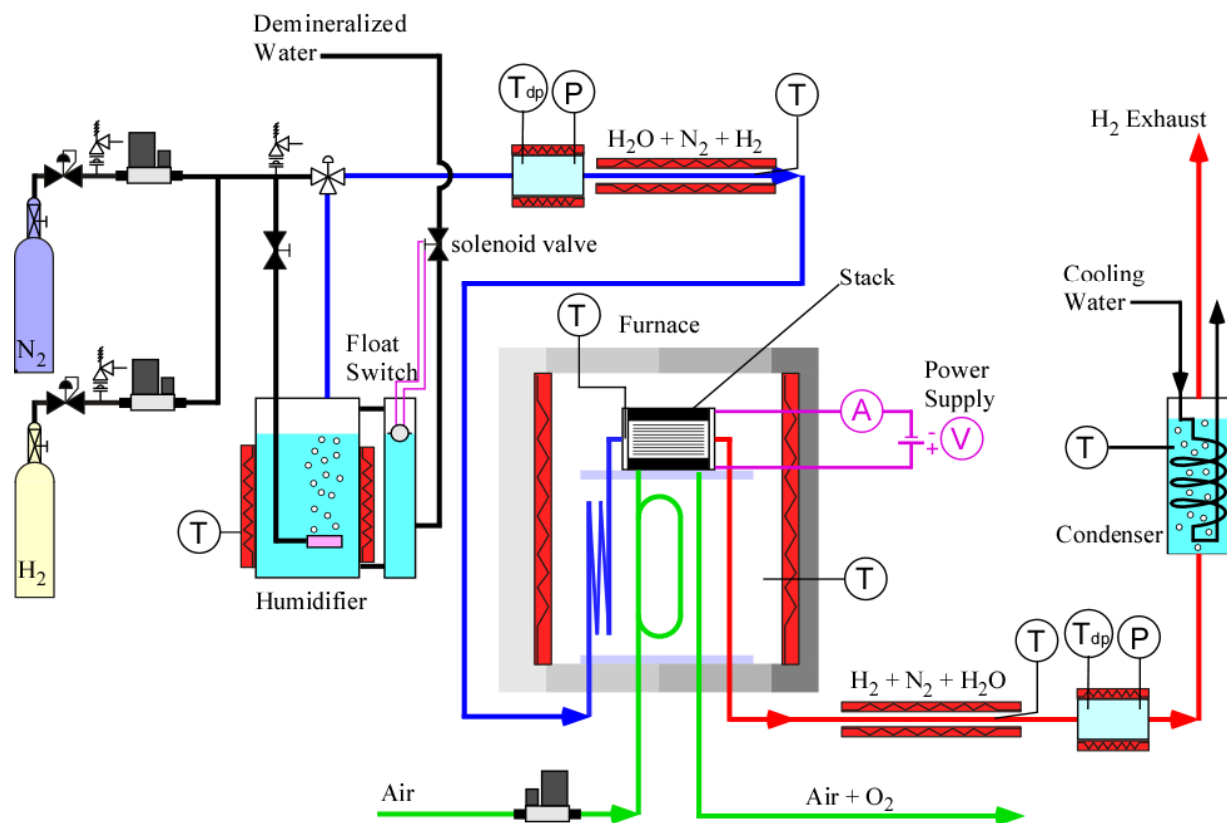 Demineralized
Water
Tdp
P
T
H2O + N2 + H2
H2 Exhaust
solenoid valve
Stack
Cooling
Water
T
Furnace
N2
Float
Switch
Power
Supply
A
-
+
V
T
T
H2
Humidifier
Condenser
T
H2 + N2 + H2O
T
Tdp
P
Air
Air + O2